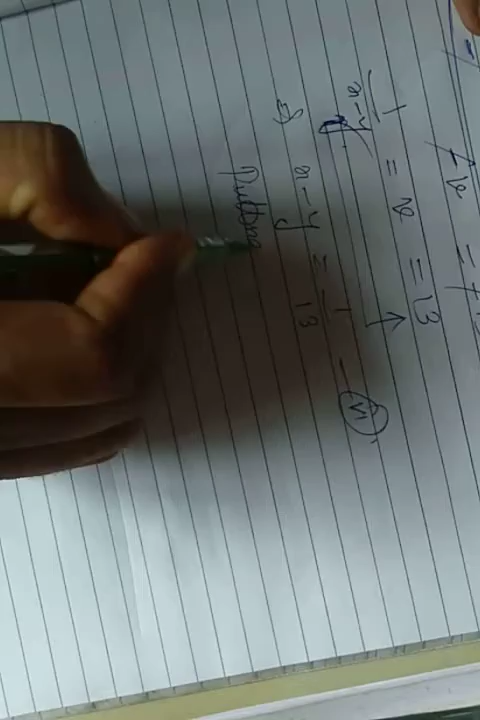 v = 
1/(x-y) = v = 13
⇒ x - y = 1/13 - (vi)
Putting